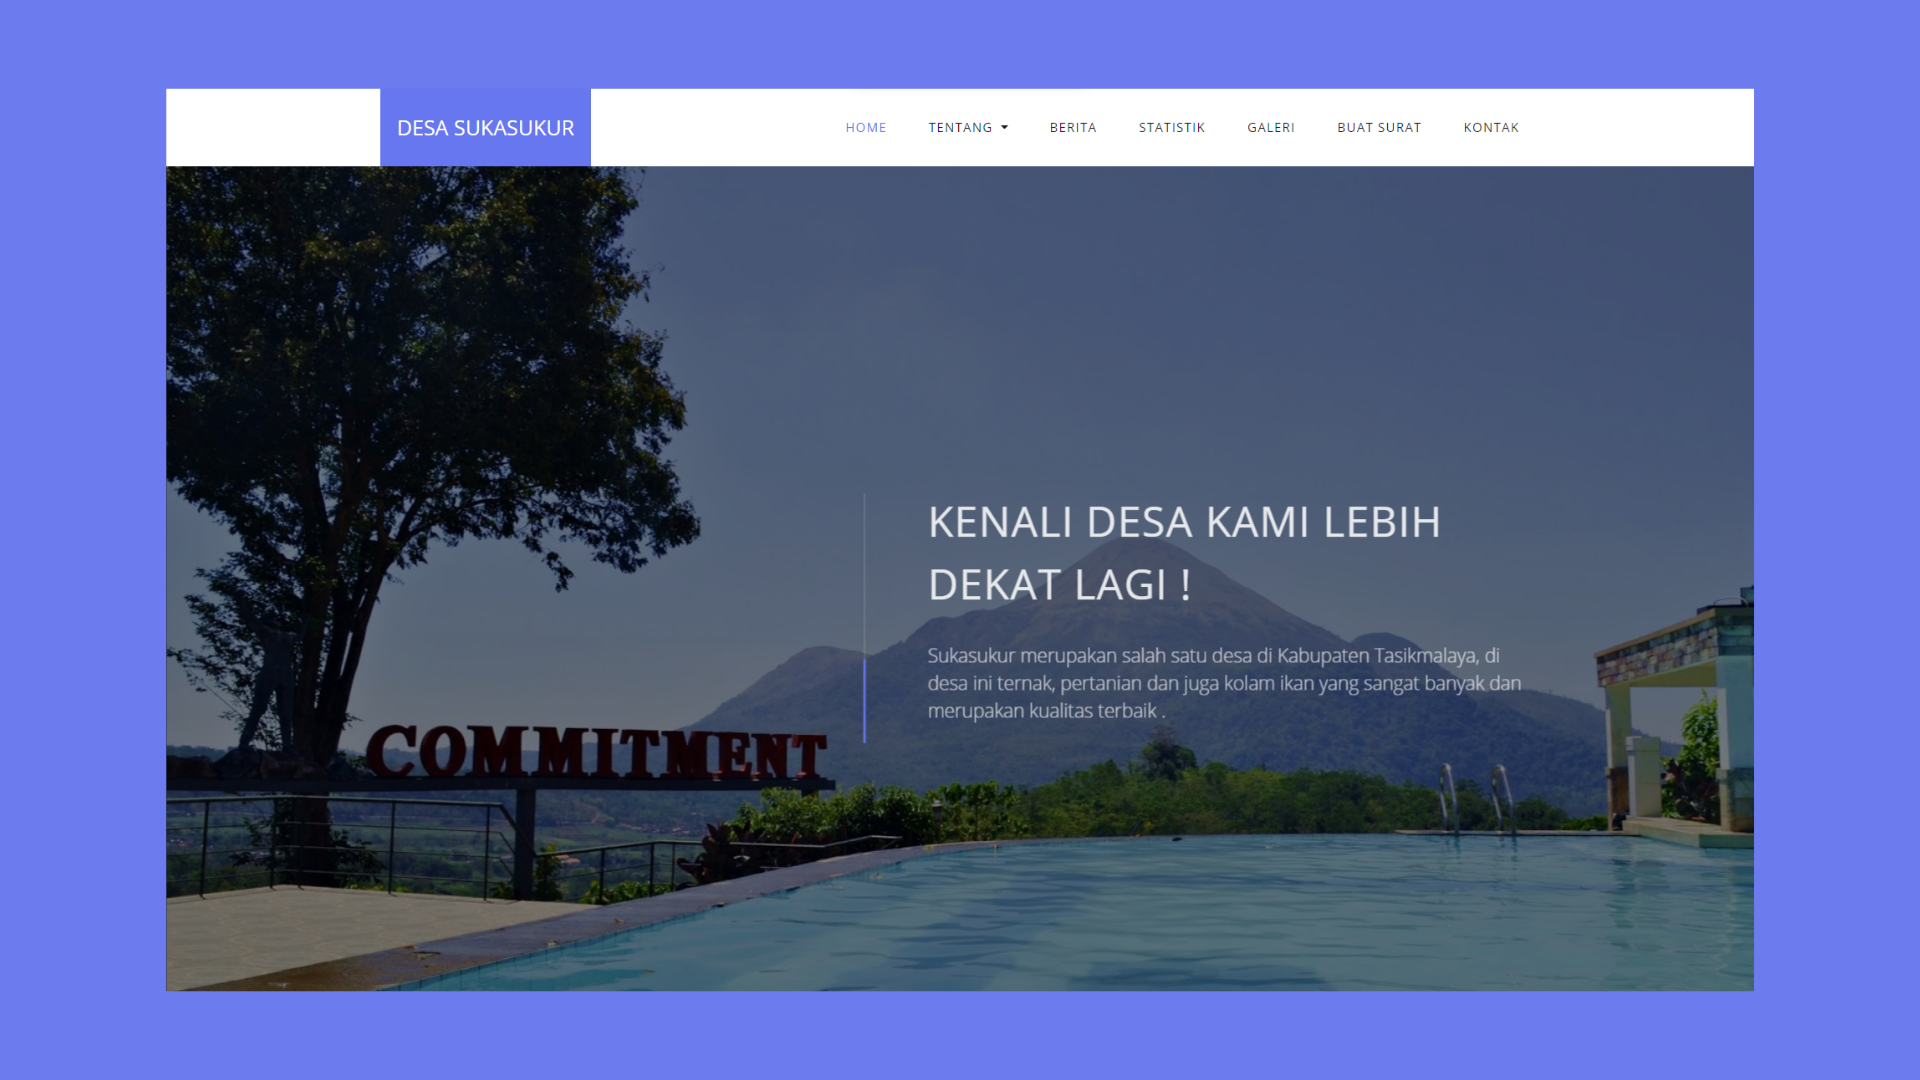 DESA SUKASUKUR
HOME TENTANG BERITA STATISTIK GALERI BUAT SURAT KONTAK
KENALI DESA KAMI LEBIH
DEKAT LAGI !
Sukasukur merupakan salah satu desa di Kabupaten Tasikmalaya, di
desa ini ternak, pertanian dan juga kolam ikan yang sangat banyak dan
merupakan kualitas terbaik .
COMMITMENT